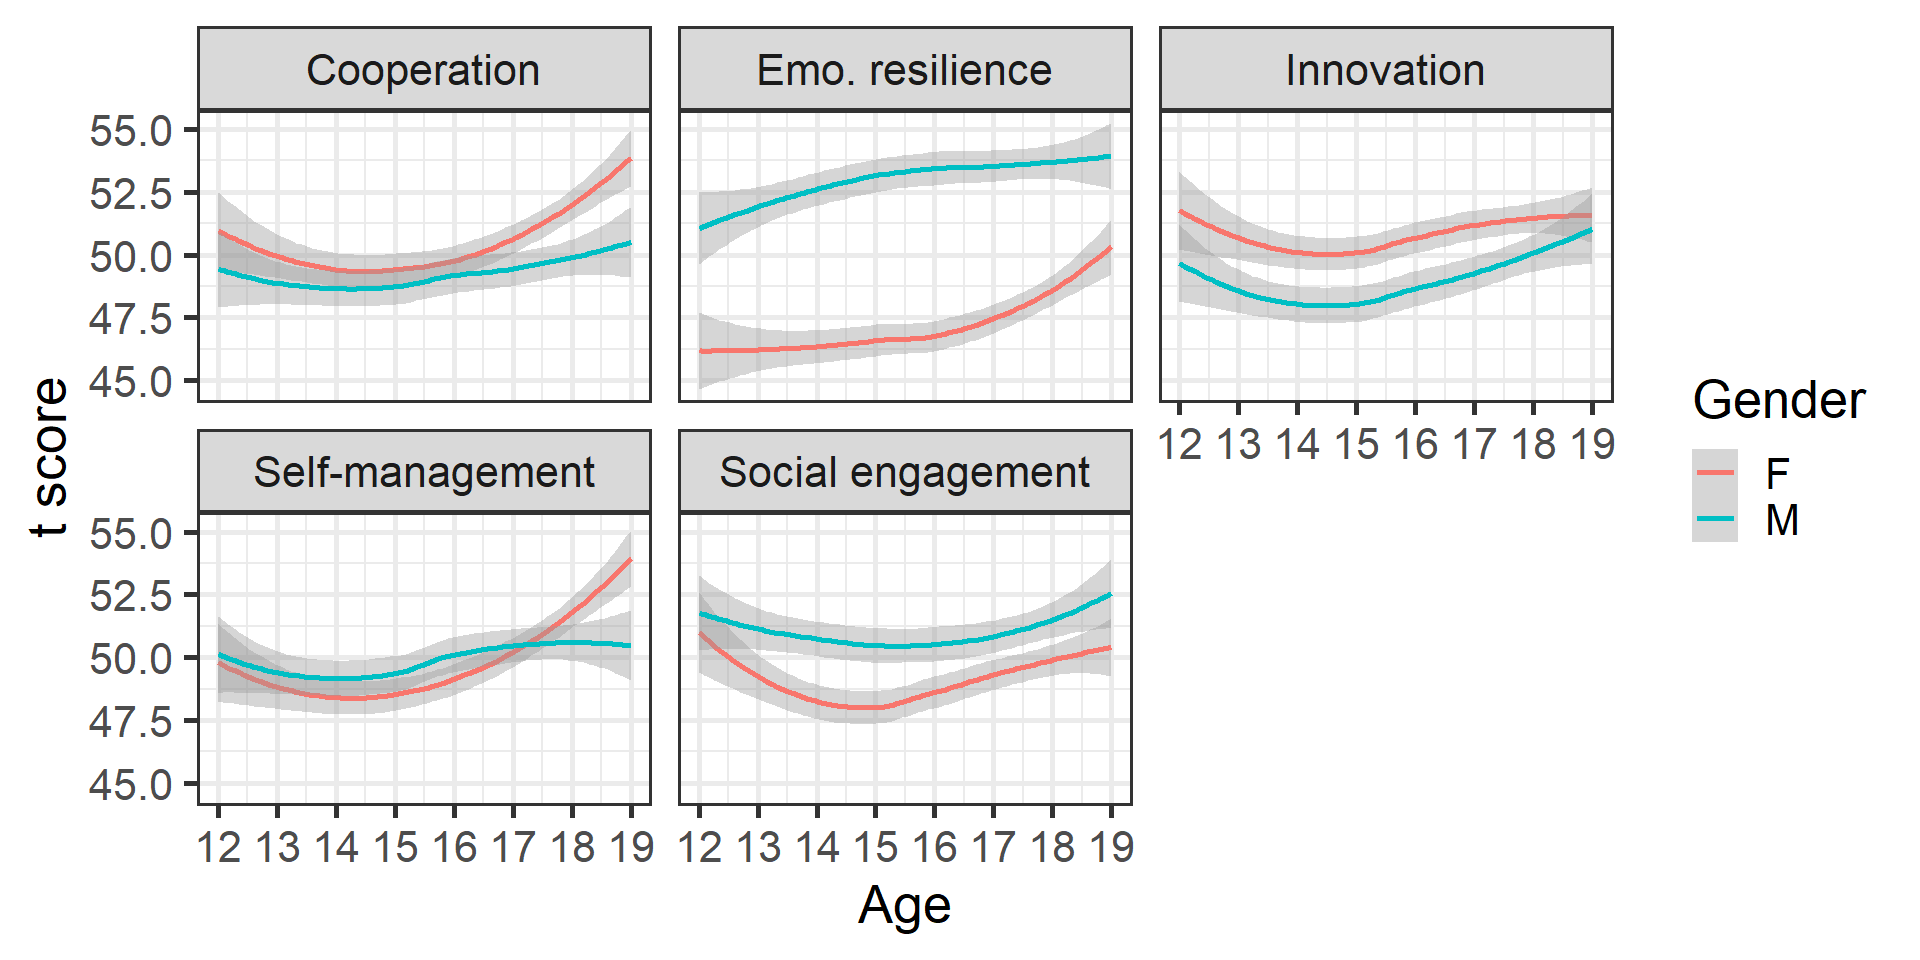 Cooperation
Emo. resilience
Innovation
55.0
52.5
50.0
47.5
45.0
12 13 14 15 16 17 18 19
Self-management
Social engagement
55.0
52.5
50.0
47.5
45.0
12 13 14 15 16 17 18 19
12 13 14 15 16 17 18 19
t score
Age
Gender
F
M